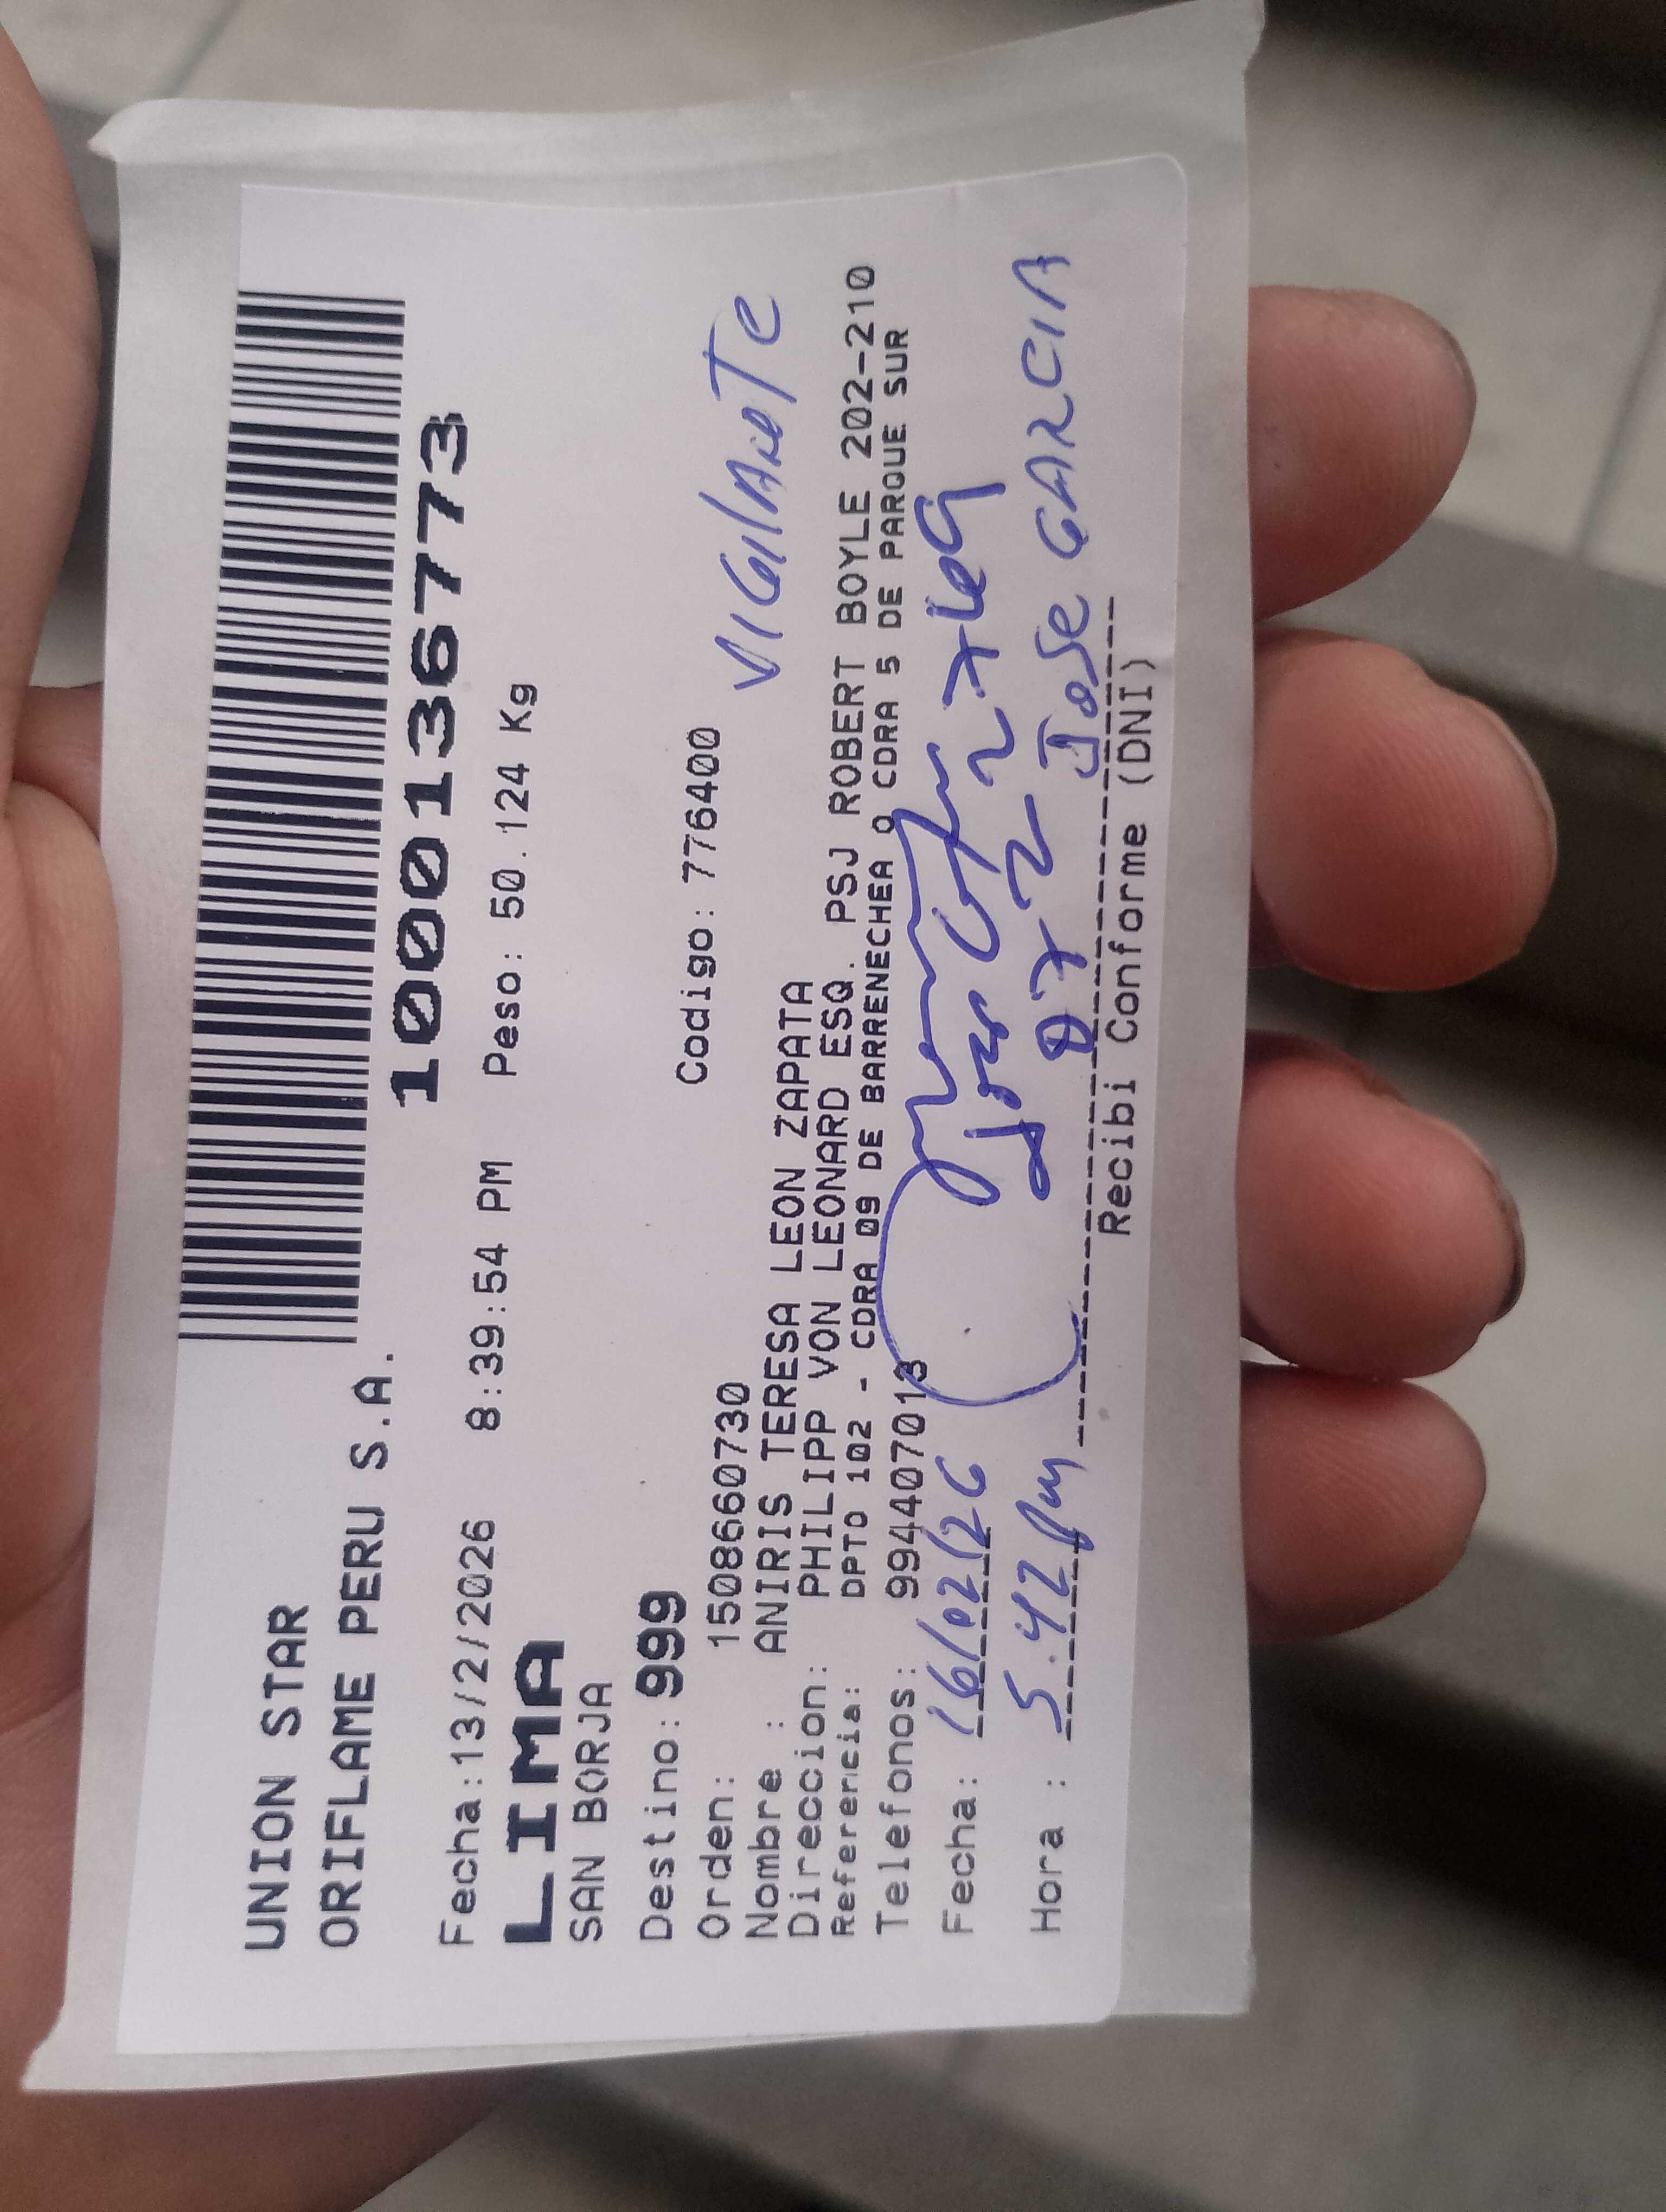 UNION STAR
ORIFLAME PERU S.A.
1000136773
Fecha:13/2/2026 8:39:54 PM Peso: 50.124 Kg
LIMA
SAN BORJA
Destino: 999
Codigo: 776400
VIGILANTE
Orden: 1508660730
Nombre : ANIRIS TERESA LEON ZAPATA
Direccion: PHILIPP VON LEONARD ESQ. PSJ ROBERT BOYLE 202-210
Referencia: DPTO 102 - CDRA 09 DE BARRENECHEA O CDRA 5 DE PARQUE SUR
Telefonos: 994407013
Fecha: 16/02/26
Hora : 5.42 pm
JOSE GARCIA
Recibi Conforme (DNI)